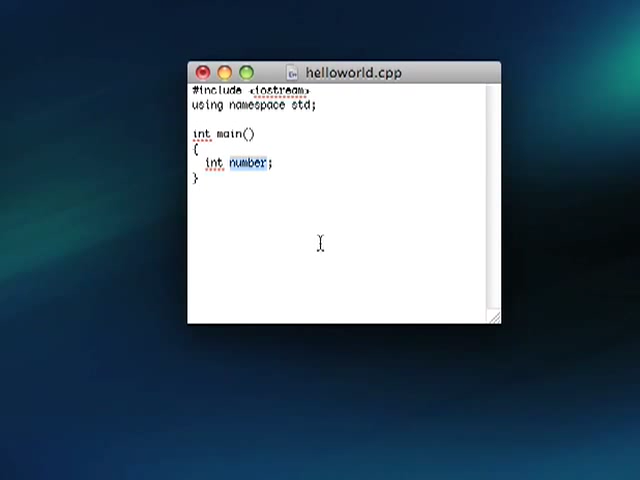 helloworld.cpp
#include <iostream>
using namespace std;
int main()
{
int number;
}